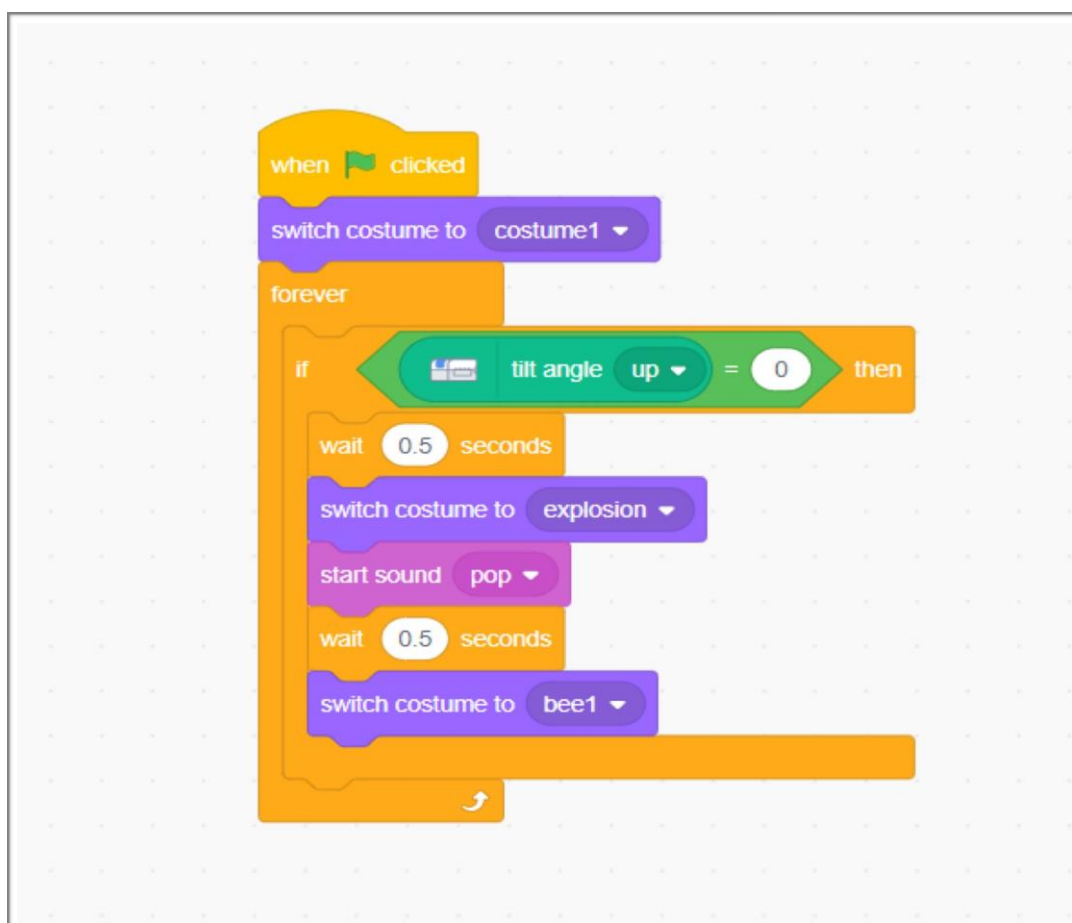 when clicked
switch costume to costume1
forever
if tilt angle up = 0 then
wait 0.5 seconds
switch costume to explosion
start sound pop
wait 0.5 seconds
switch costume to bee1